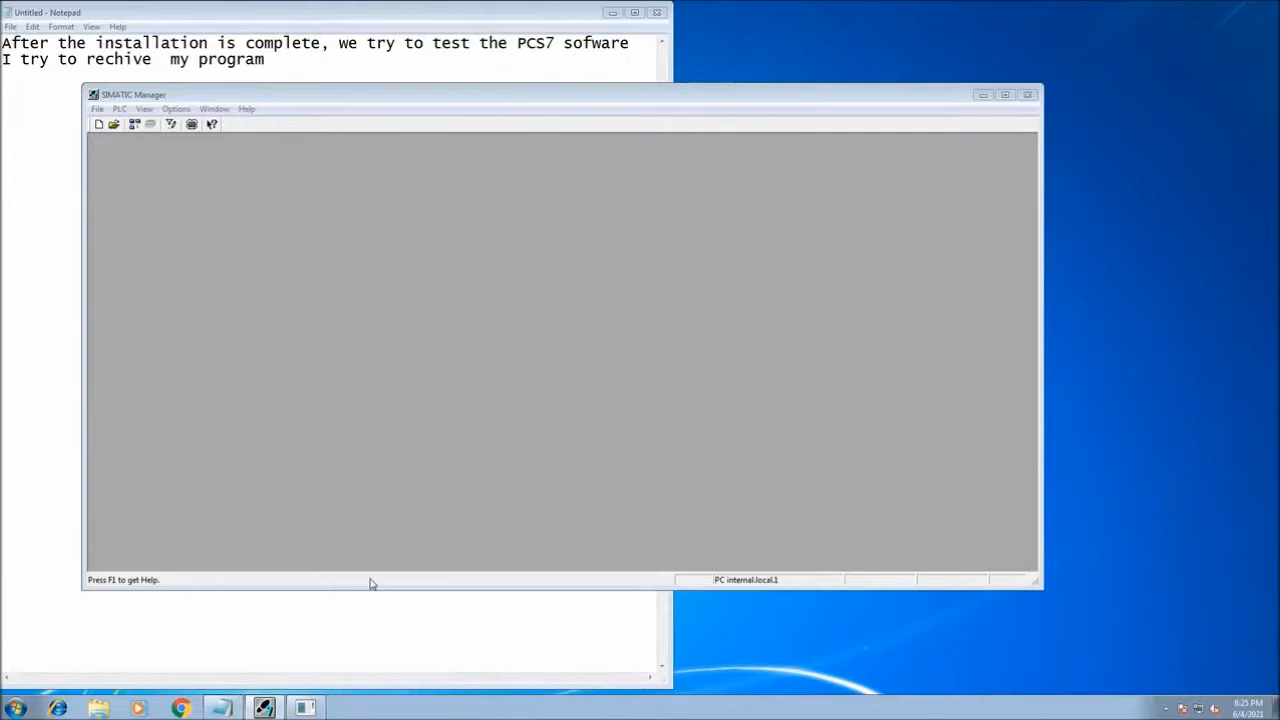 Untitled - Notepad
File Edit Format View Help
After the installation is complete, we try to test the PCS7 sofware
I try to rechive  my program
SIMATIC Manager
File PLC View Options Window Help
Press F1 to get Help.
PC internal.local.1
8:25 PM
6/4/2021